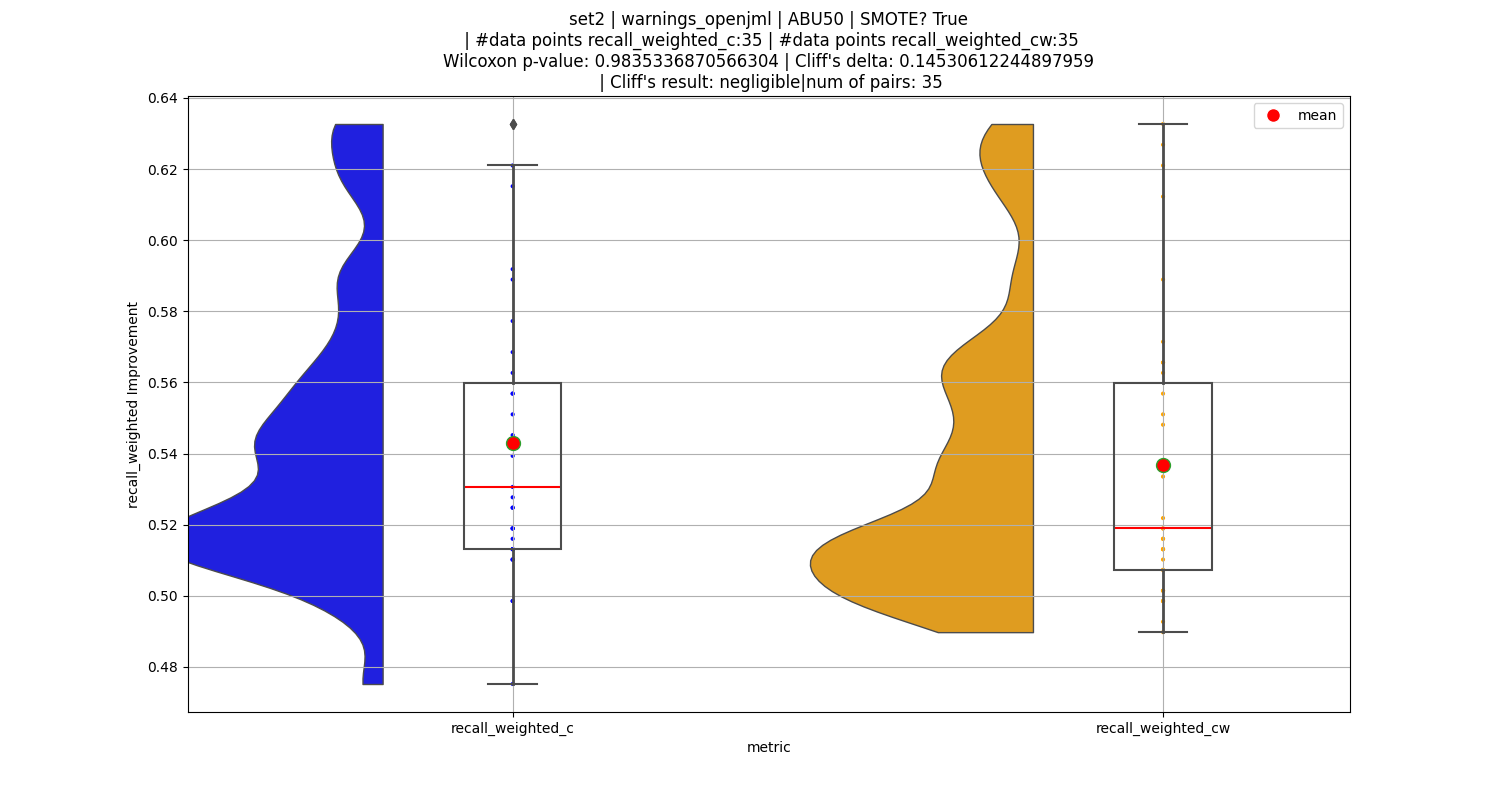 set2 | warnings_openjml | ABU50 | SMOTE? True
| #data points recall_weighted_c:35 | #data points recall_weighted_cw:35
Wilcoxon p-value: 0.9835336870566304 | Cliff's delta: 0.14530612244897959
| Cliff's result: negligible|num of pairs: 35
mean
0.64
0.62
0.60
0.58
0.56
0.54
0.52
0.50
0.48
recall_weighted Improvement
recall_weighted_c
recall_weighted_cw
metric